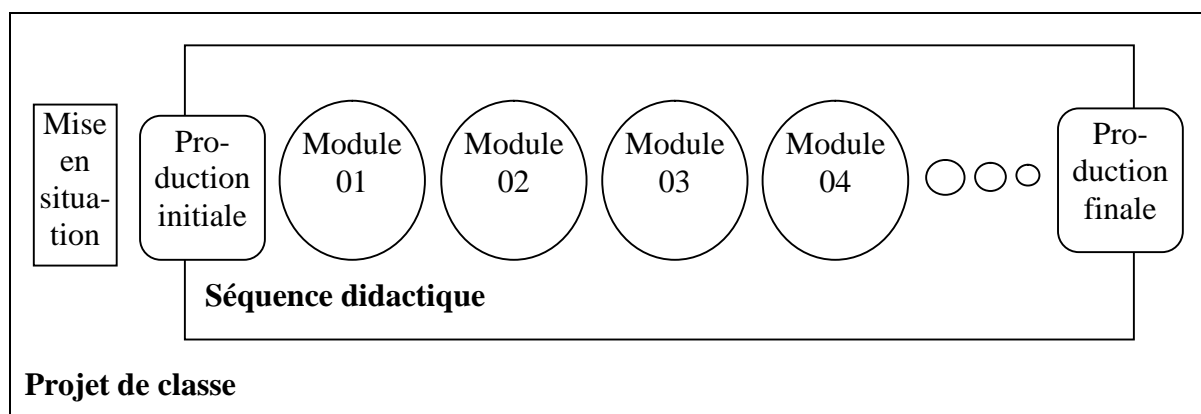 Mise
en
situa-
tion
Pro-
duction
initiale
Module
01
Module
02
Module
03
Module
04
Pro-
duction
finale
Séquence didactique
Projet de classe